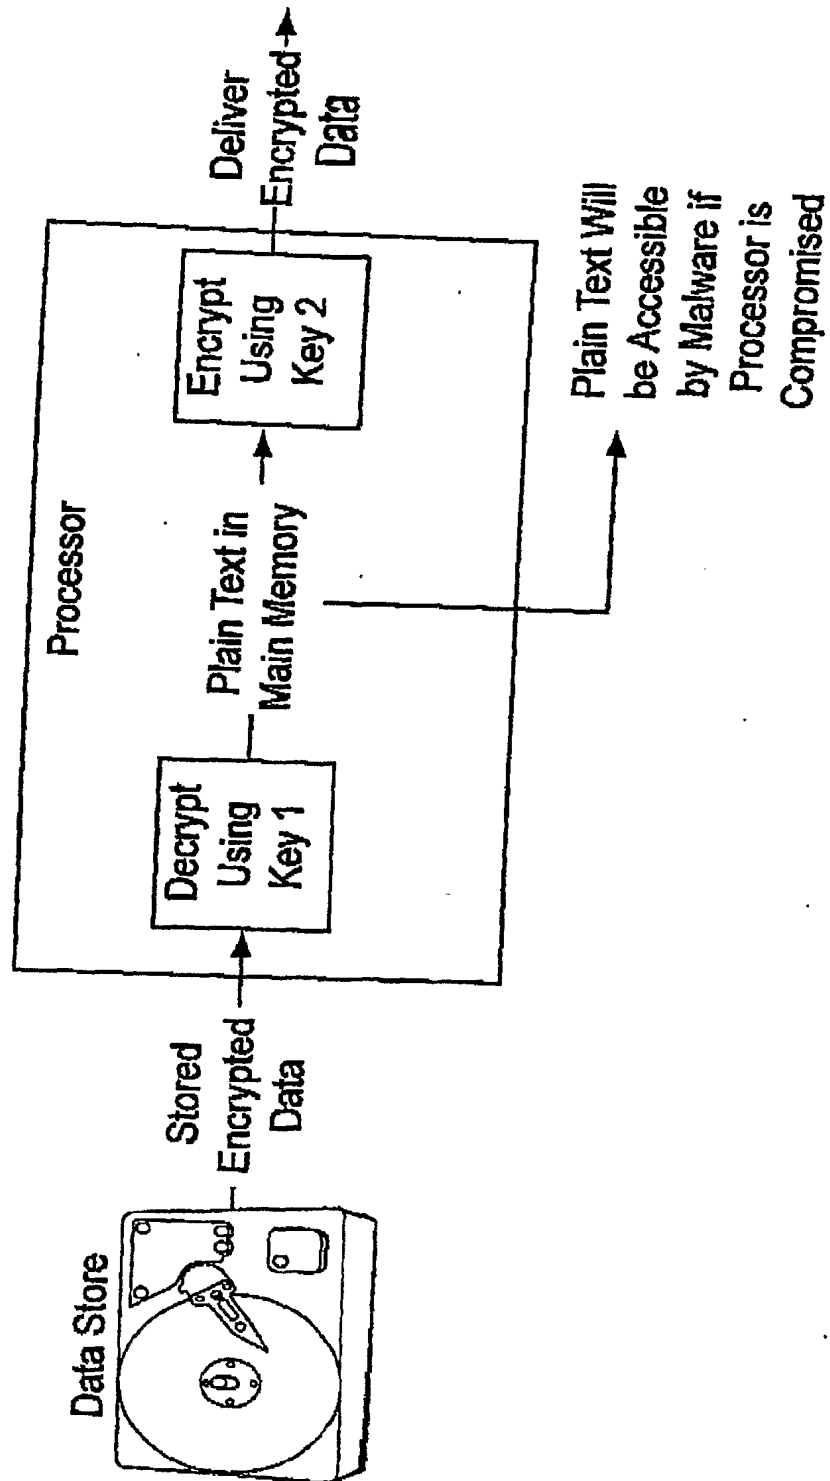 Data Store
Stored
Encrypted
Data
Processor
Decrypt
Using
Key 1
Plain Text in
Main Memory
Encrypt
Using
Key 2
Deliver
Encrypted
Data
Plain Text Will
be Accessible
by Malware if
Processor is
Compromised